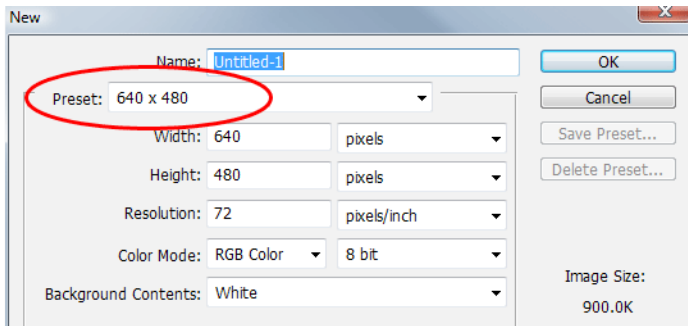 New
Name: Untitled-1
OK
Preset: 640 x 480
Cancel
Width: 640 pixels
Save Preset...
Height: 480 pixels
Delete Preset...
Resolution: 72 pixels/inch
Color Mode: RGB Color 8 bit
Image Size:
Background Contents: White
900.0K